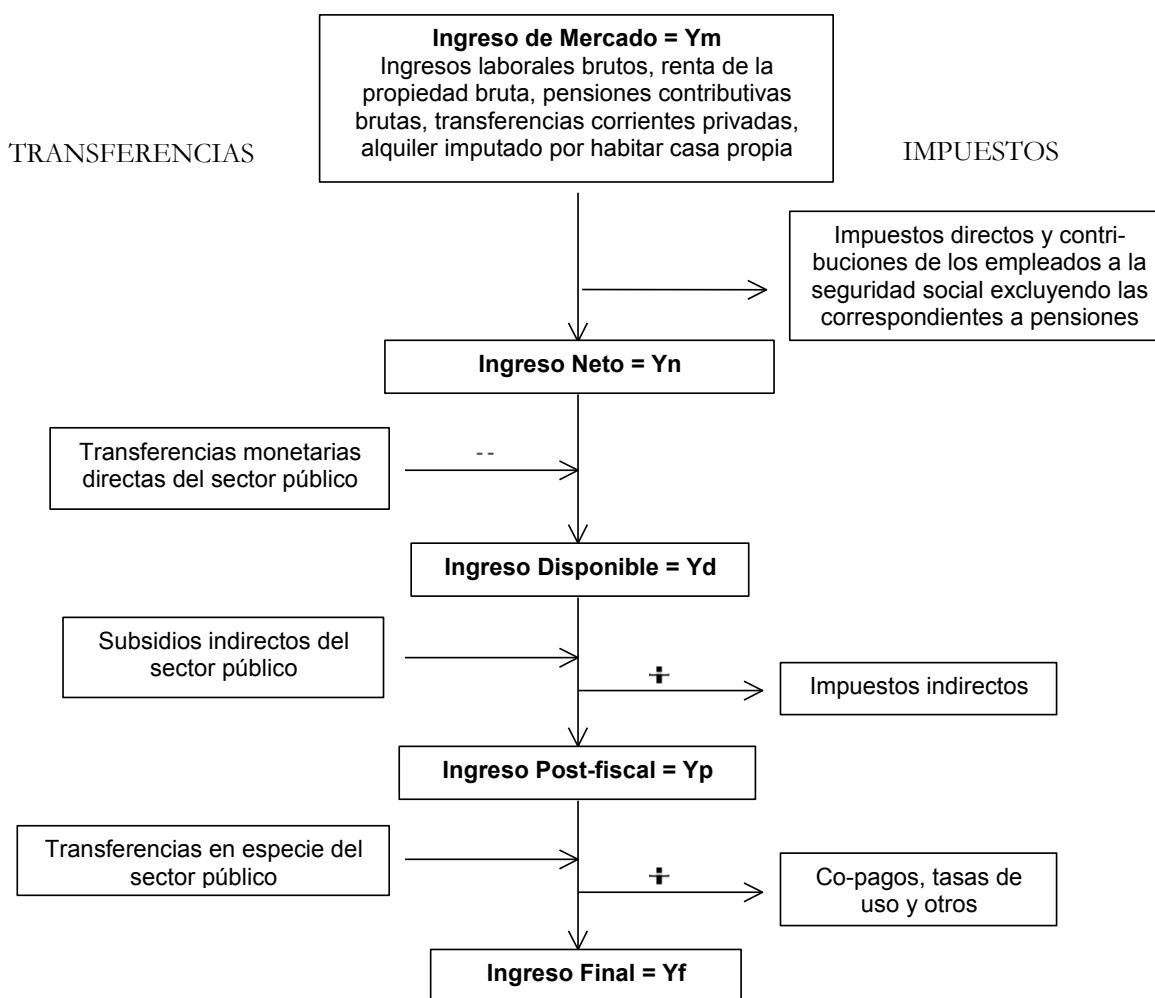 Ingreso de Mercado = Ym
Ingresos laborales brutos, renta de la
propiedad bruta, pensiones contributivas
brutas, transferencias corrientes privadas,
alquiler imputado por habitar casa propia
TRANSFERENCIAS
IMPUESTOS
Impuestos directos y contri-
buciones de los empleados a la
seguridad social excluyendo las
correspondientes a pensiones
Ingreso Neto = Yn
Transferencias monetarias
directas del sector público
--
Ingreso Disponible = Yd
Subsidios indirectos del
sector público
Impuestos indirectos
Ingreso Post-fiscal = Yp
Transferencias en especie del
sector público
Co-pagos, tasas de
uso y otros
Ingreso Final = Yf